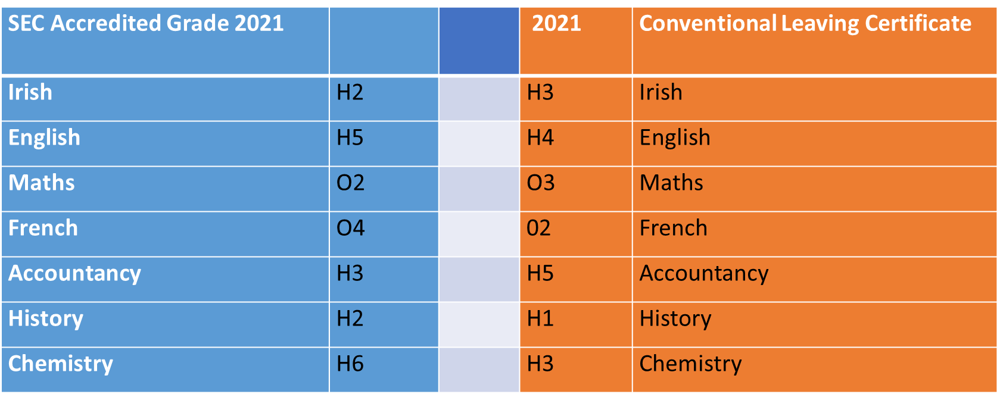 SEC Accredited Grade 2021 2021 Conventional Leaving Certificate
Irish H2 H3 Irish
English H5 H4 English
Maths O2 O3 Maths
French O4 02 French
Accountancy H3 H5 Accountancy
History H2 H1 History
Chemistry H6 H3 Chemistry